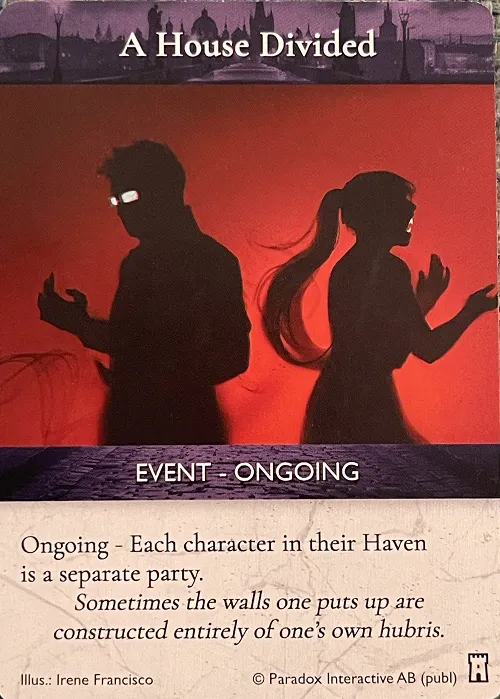 A House Divided
EVENT - ONGOING
Ongoing - Each character in their Haven
is a separate party.
Sometimes the walls one puts up are
constructed entirely of one's own hubris.
Illus.: Irene Francisco © Paradox Interactive AB (publ)